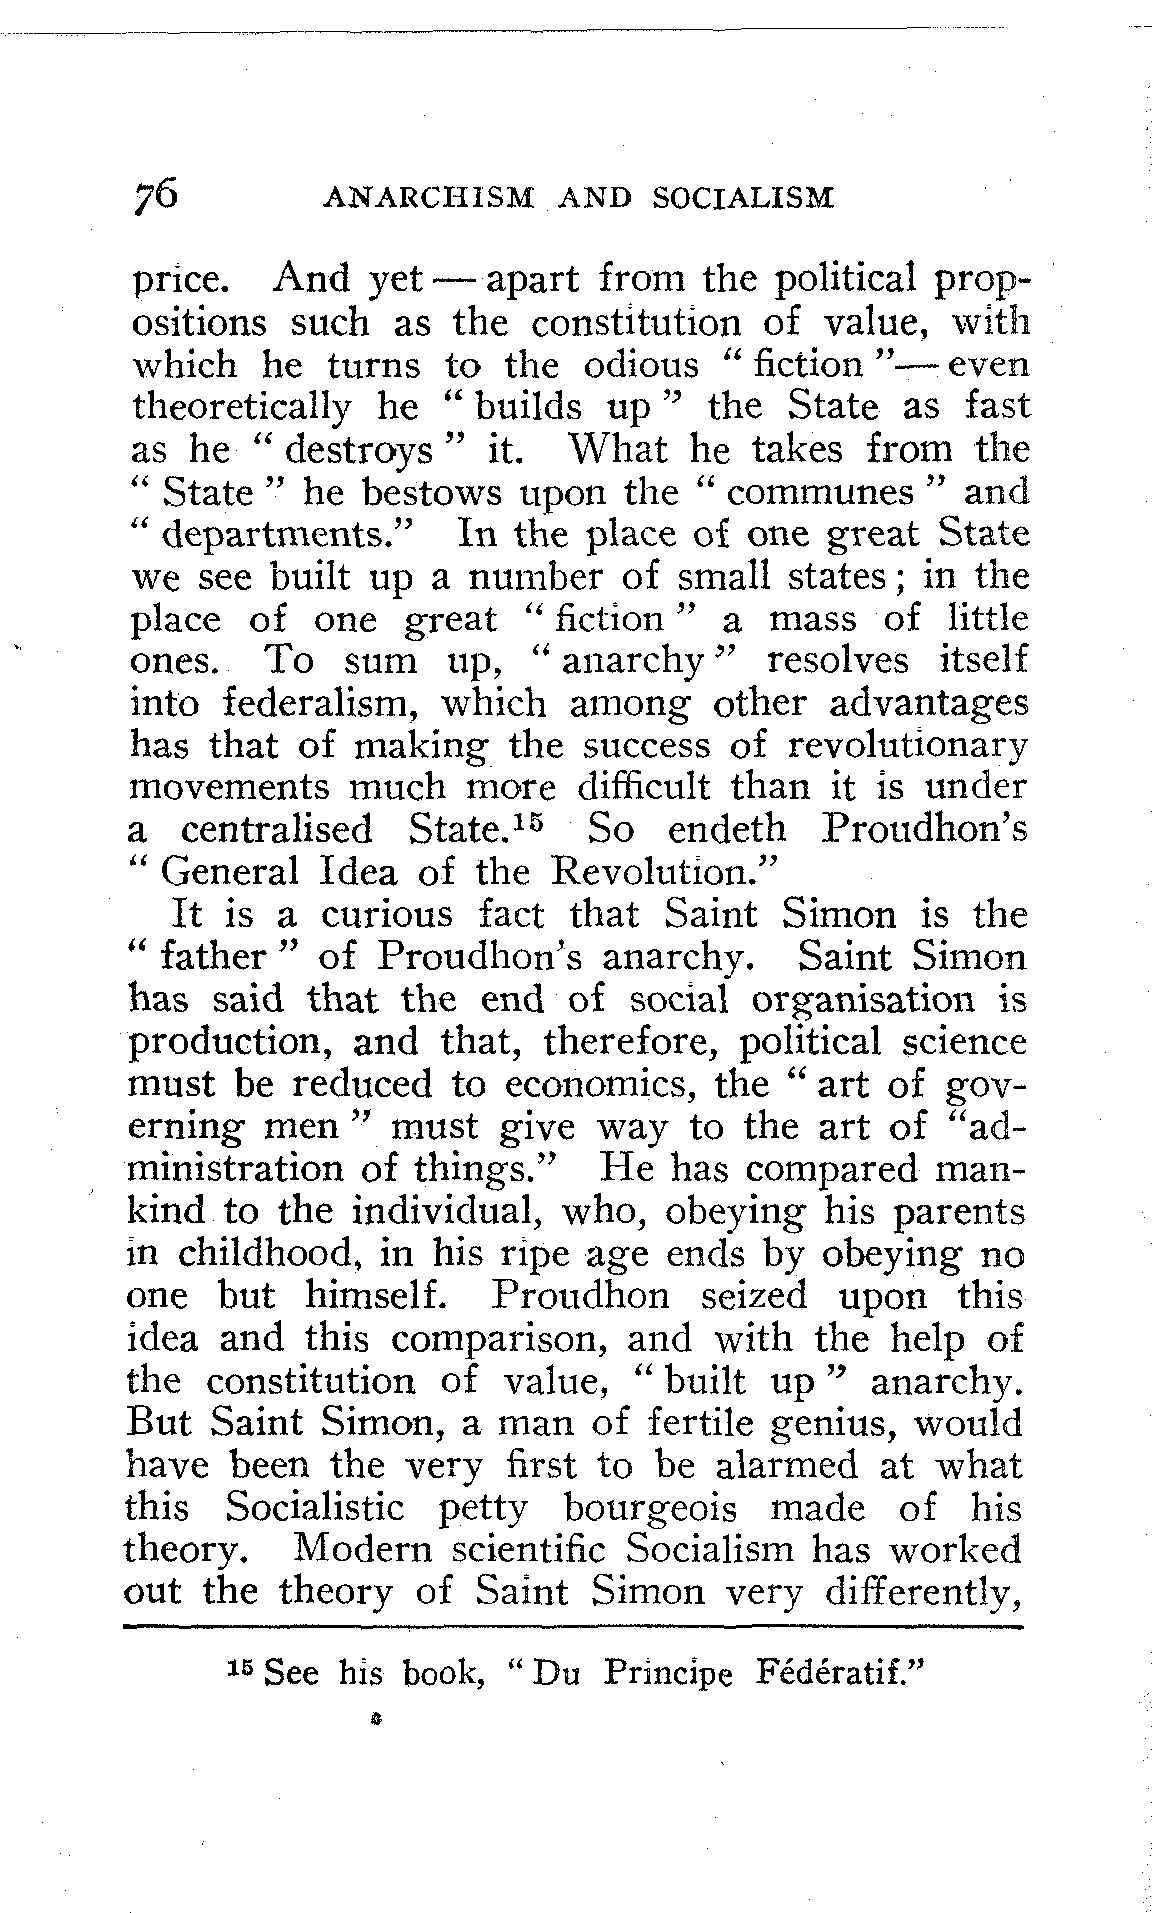 76 ANARCHISM AND SOCIALISM
price. And yet — apart from the political prop-
ositions such as the constitution of value, with
which he turns to the odious “ fiction ”— even
theoretically he “ builds up ” the State as fast
as he “ destroys ” it. What he takes from the
“ State ” he bestows upon the “ communes ” and
“ departments.” In the place of one great State
we see built up a number of small states ; in the
place of one great “ fiction ” a mass of little
ones. To sum up, “ anarchy ” resolves itself
into federalism, which among other advantages
has that of making the success of revolutionary
movements much more difficult than it is under
a centralised State.¹⁵ So endeth Proudhon’s
“ General Idea of the Revolution.”
It is a curious fact that Saint Simon is the
“ father ” of Proudhon’s anarchy. Saint Simon
has said that the end of social organisation is
production, and that, therefore, political science
must be reduced to economics, the “ art of gov-
erning men ” must give way to the art of “ad-
ministration of things.” He has compared man-
kind to the individual, who, obeying his parents
in childhood, in his ripe age ends by obeying no
one but himself. Proudhon seized upon this
idea and this comparison, and with the help of
the constitution of value, “ built up ” anarchy.
But Saint Simon, a man of fertile genius, would
have been the very first to be alarmed at what
this Socialistic petty bourgeois made of his
theory. Modern scientific Socialism has worked
out the theory of Saint Simon very differently,
¹⁵ See his book, “ Du Principe Fédératif.”